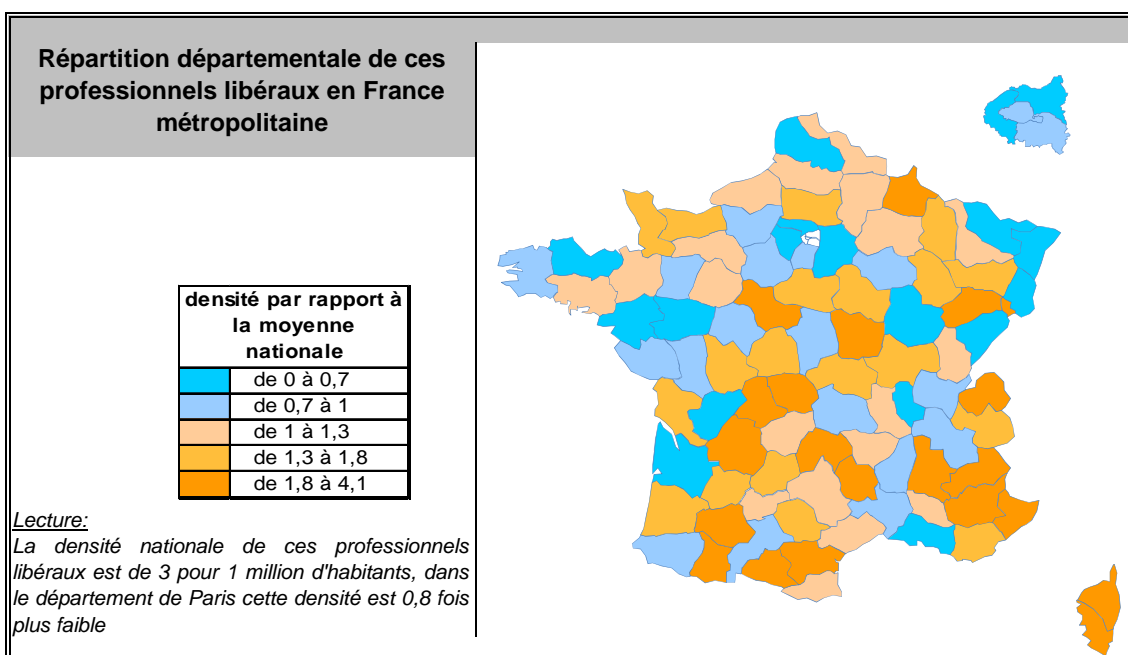 Répartition départementale de ces
professionnels libéraux en France
métropolitaine
densité par rapport à
la moyenne
nationale
de 0 à 0,7
de 0,7 à 1
de 1 à 1,3
de 1,3 à 1,8
de 1,8 à 4,1
Lecture:
La densité nationale de ces professionnels
libéraux est de 3 pour 1 million d'habitants, dans
le département de Paris cette densité est 0,8 fois
plus faible